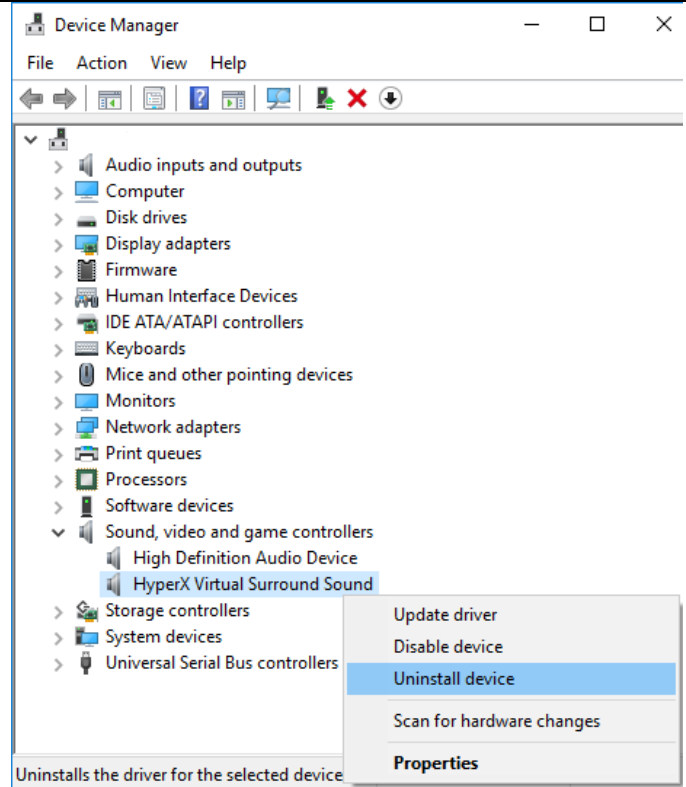 Device Manager
File Action View Help
Audio inputs and outputs
Computer
Disk drives
Display adapters
Firmware
Human Interface Devices
IDE ATA/ATAPI controllers
Keyboards
Mice and other pointing devices
Monitors
Network adapters
Print queues
Processors
Software devices
Sound, video and game controllers
High Definition Audio Device
HyperX Virtual Surround Sound
Storage controllers
System devices
Universal Serial Bus controllers
Update driver
Disable device
Uninstall device
Scan for hardware changes
Properties
Uninstalls the driver for the selected device